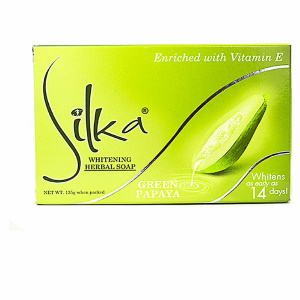 Enriched with Vitamin E
Silka®
WHITENING
HERBAL SOAP
GREEN
PAPAYA
NET WT. 135g when packed
Whitens
as early as
14 days!